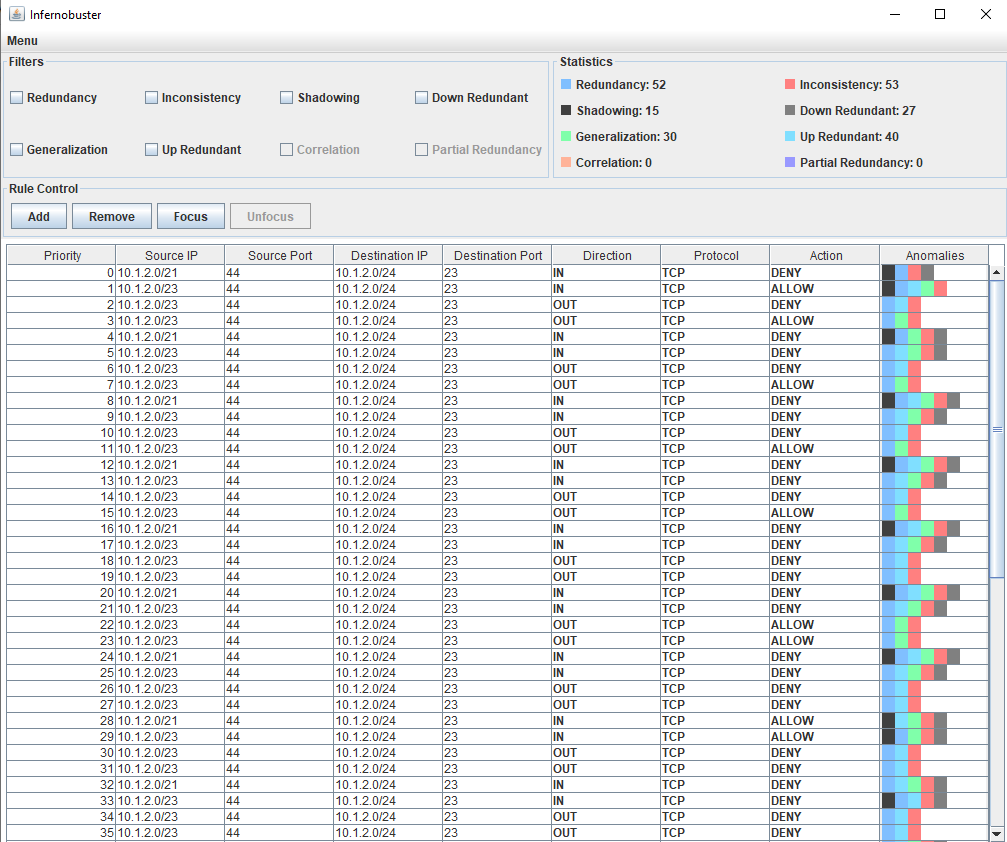 Infernobuster
Menu
Filters
Redundancy Inconsistency Shadowing Down Redundant
Generalization Up Redundant Correlation Partial Redundancy
Statistics
Redundancy: 52 Inconsistency: 53
Shadowing: 15 Down Redundant: 27
Generalization: 30 Up Redundant: 40
Correlation: 0 Partial Redundancy: 0
Rule Control
Add Remove Focus Unfocus
Priority Source IP Source Port Destination IP Destination Port Direction Protocol Action Anomalies
0 10.1.2.0/21 44 10.1.2.0/24 23 IN TCP DENY
1 10.1.2.0/23 44 10.1.2.0/24 23 IN TCP ALLOW
2 10.1.2.0/23 44 10.1.2.0/24 23 OUT TCP DENY
3 10.1.2.0/23 44 10.1.2.0/24 23 OUT TCP ALLOW
4 10.1.2.0/21 44 10.1.2.0/24 23 IN TCP DENY
5 10.1.2.0/23 44 10.1.2.0/24 23 IN TCP DENY
6 10.1.2.0/23 44 10.1.2.0/24 23 OUT TCP DENY
7 10.1.2.0/23 44 10.1.2.0/24 23 OUT TCP ALLOW
8 10.1.2.0/21 44 10.1.2.0/24 23 IN TCP DENY
9 10.1.2.0/23 44 10.1.2.0/24 23 IN TCP DENY
10 10.1.2.0/23 44 10.1.2.0/24 23 OUT TCP DENY
11 10.1.2.0/23 44 10.1.2.0/24 23 OUT TCP ALLOW
12 10.1.2.0/21 44 10.1.2.0/24 23 IN TCP DENY
13 10.1.2.0/23 44 10.1.2.0/24 23 IN TCP DENY
14 10.1.2.0/23 44 10.1.2.0/24 23 OUT TCP DENY
15 10.1.2.0/23 44 10.1.2.0/24 23 OUT TCP ALLOW
16 10.1.2.0/21 44 10.1.2.0/24 23 IN TCP DENY
17 10.1.2.0/23 44 10.1.2.0/24 23 IN TCP DENY
18 10.1.2.0/23 44 10.1.2.0/24 23 OUT TCP DENY
19 10.1.2.0/23 44 10.1.2.0/24 23 OUT TCP DENY
20 10.1.2.0/21 44 10.1.2.0/24 23 IN TCP DENY
21 10.1.2.0/23 44 10.1.2.0/24 23 IN TCP DENY
22 10.1.2.0/23 44 10.1.2.0/24 23 OUT TCP ALLOW
23 10.1.2.0/23 44 10.1.2.0/24 23 OUT TCP ALLOW
24 10.1.2.0/21 44 10.1.2.0/24 23 IN TCP DENY
25 10.1.2.0/23 44 10.1.2.0/24 23 IN TCP DENY
26 10.1.2.0/23 44 10.1.2.0/24 23 OUT TCP DENY
27 10.1.2.0/23 44 10.1.2.0/24 23 OUT TCP DENY
28 10.1.2.0/21 44 10.1.2.0/24 23 IN TCP ALLOW
29 10.1.2.0/23 44 10.1.2.0/24 23 IN TCP ALLOW
30 10.1.2.0/23 44 10.1.2.0/24 23 OUT TCP DENY
31 10.1.2.0/23 44 10.1.2.0/24 23 OUT TCP DENY
32 10.1.2.0/21 44 10.1.2.0/24 23 IN TCP DENY
33 10.1.2.0/23 44 10.1.2.0/24 23 IN TCP DENY
34 10.1.2.0/23 44 10.1.2.0/24 23 OUT TCP DENY
35 10.1.2.0/23 44 10.1.2.0/24 23 OUT TCP DENY